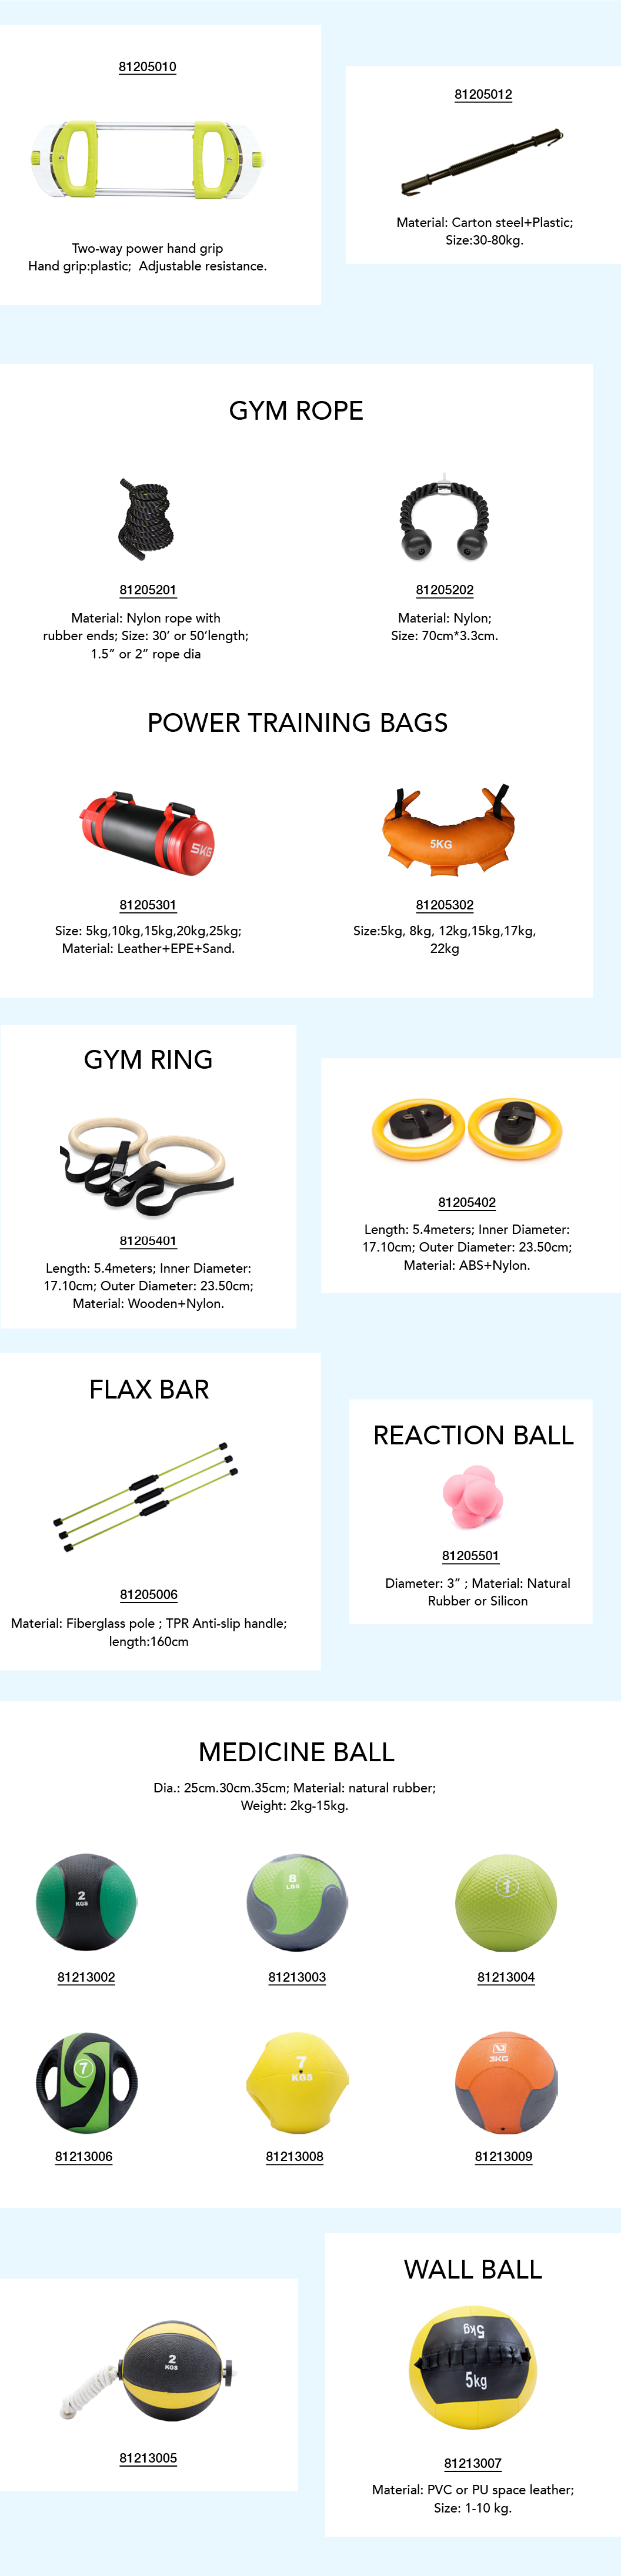 81205010
Two-way power hand grip
Hand grip:plastic;  Adjustable resistance.
81205012
Material: Carton steel+Plastic;
Size:30-80kg.
GYM ROPE
81205201
Material: Nylon rope with
rubber ends; Size: 30’ or 50’length;
1.5” or 2” rope dia
81205202
Material: Nylon;
Size: 70cm*3.3cm.
POWER TRAINING BAGS
5KG
81205301
Size: 5kg,10kg,15kg,20kg,25kg;
Material: Leather+EPE+Sand.
5KG
81205302
Size:5kg, 8kg, 12kg,15kg,17kg,
22kg
GYM RING
81205401
Length: 5.4meters; Inner Diameter:
17.10cm; Outer Diameter: 23.50cm;
Material: Wooden+Nylon.
81205402
Length: 5.4meters; Inner Diameter:
17.10cm; Outer Diameter: 23.50cm;
Material: ABS+Nylon.
FLAX BAR
81205006
Material: Fiberglass pole ; TPR Anti-slip handle;
length:160cm
REACTION BALL
81205501
Diameter: 3” ; Material: Natural
Rubber or Silicon
MEDICINE BALL
Dia.: 25cm.30cm.35cm; Material: natural rubber;
Weight: 2kg-15kg.
2
KGS
81213002
8
LBS
81213003
1
81213004
7
81213006
7
KGS
81213008
3KG
81213009
2
KGS
81213005
WALL BALL
5kg
5kg
81213007
Material: PVC or PU space leather;
Size: 1-10 kg.